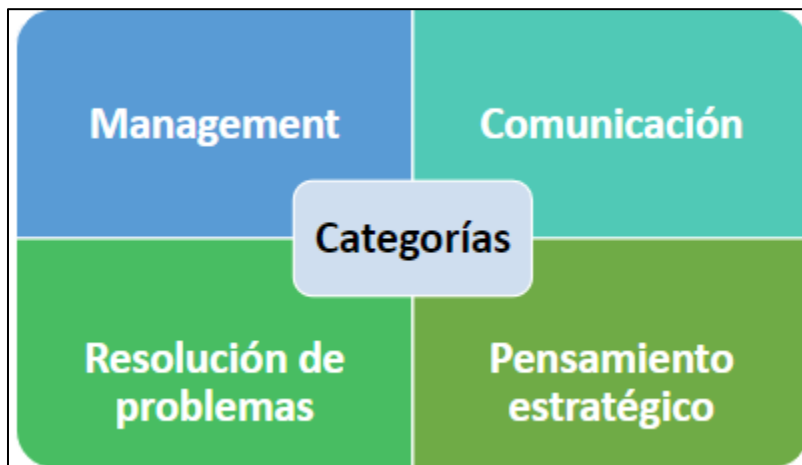 Management
Comunicación
Categorías
Resolución de
problemas
Pensamiento
estratégico